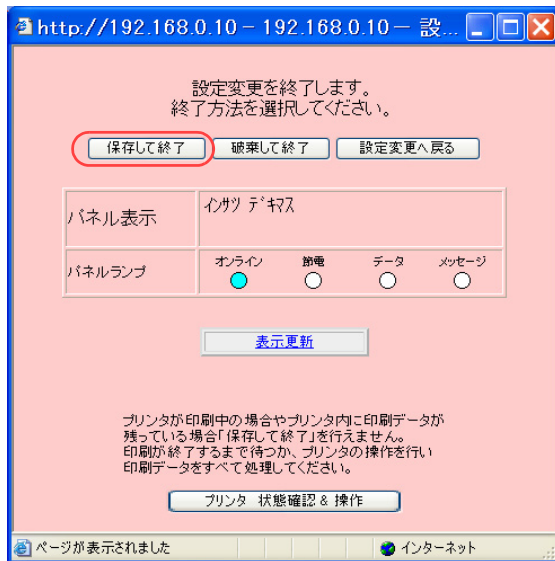 http://192.168.0.10 - 192.168.0.10 - 設...
設定変更を終了します。
終了方法を選択してください。
保存して終了 破棄して終了 設定変更へ戻る
パネル表示 インサツ デキマス
パネルランプ オンライン 節電 データ メッセージ
表示更新
プリンタが印刷中の場合やプリンタ内に印刷データが
残っている場合「保存して終了」を行えません。
印刷が終了するまで待つか、プリンタの操作を行い
印刷データをすべて処理してください。
プリンタ 状態確認 & 操作
ページが表示されました インターネット